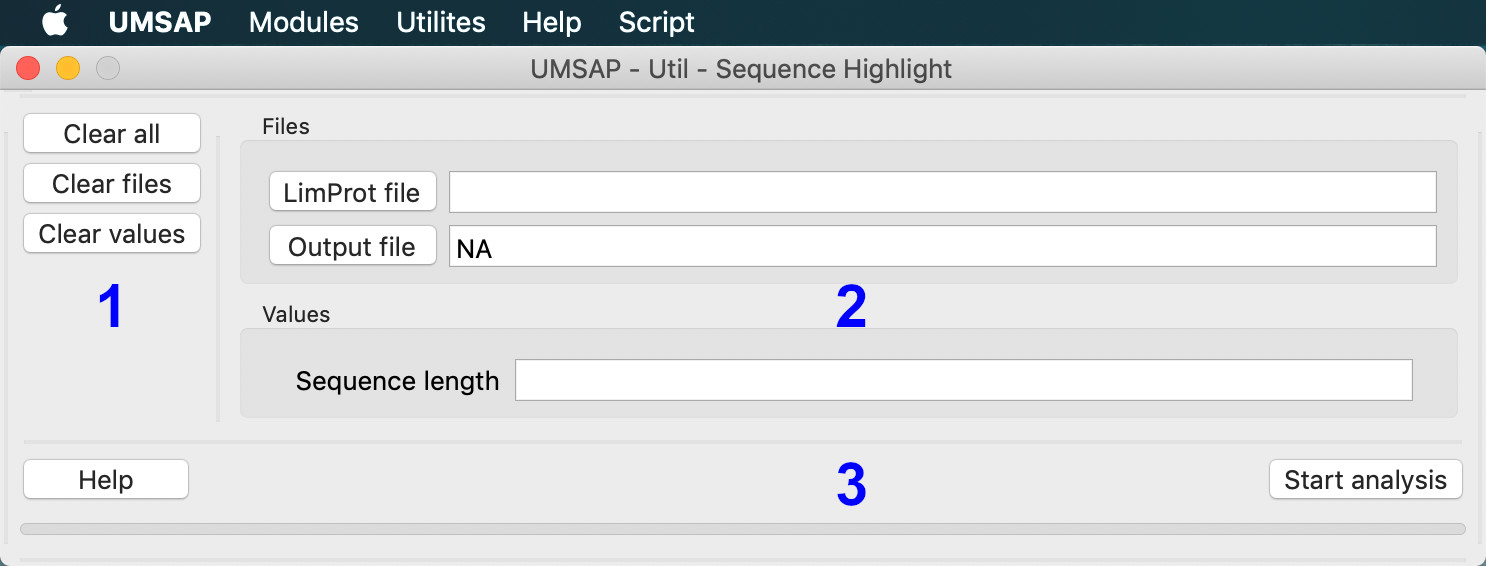 UMSAP Modules Utilites Help Script
UMSAP - Util - Sequence Highlight
Clear all
Clear files
Clear values
1
Files
LimProt file
Output file NA
2
Values
Sequence length
Help
3
Start analysis